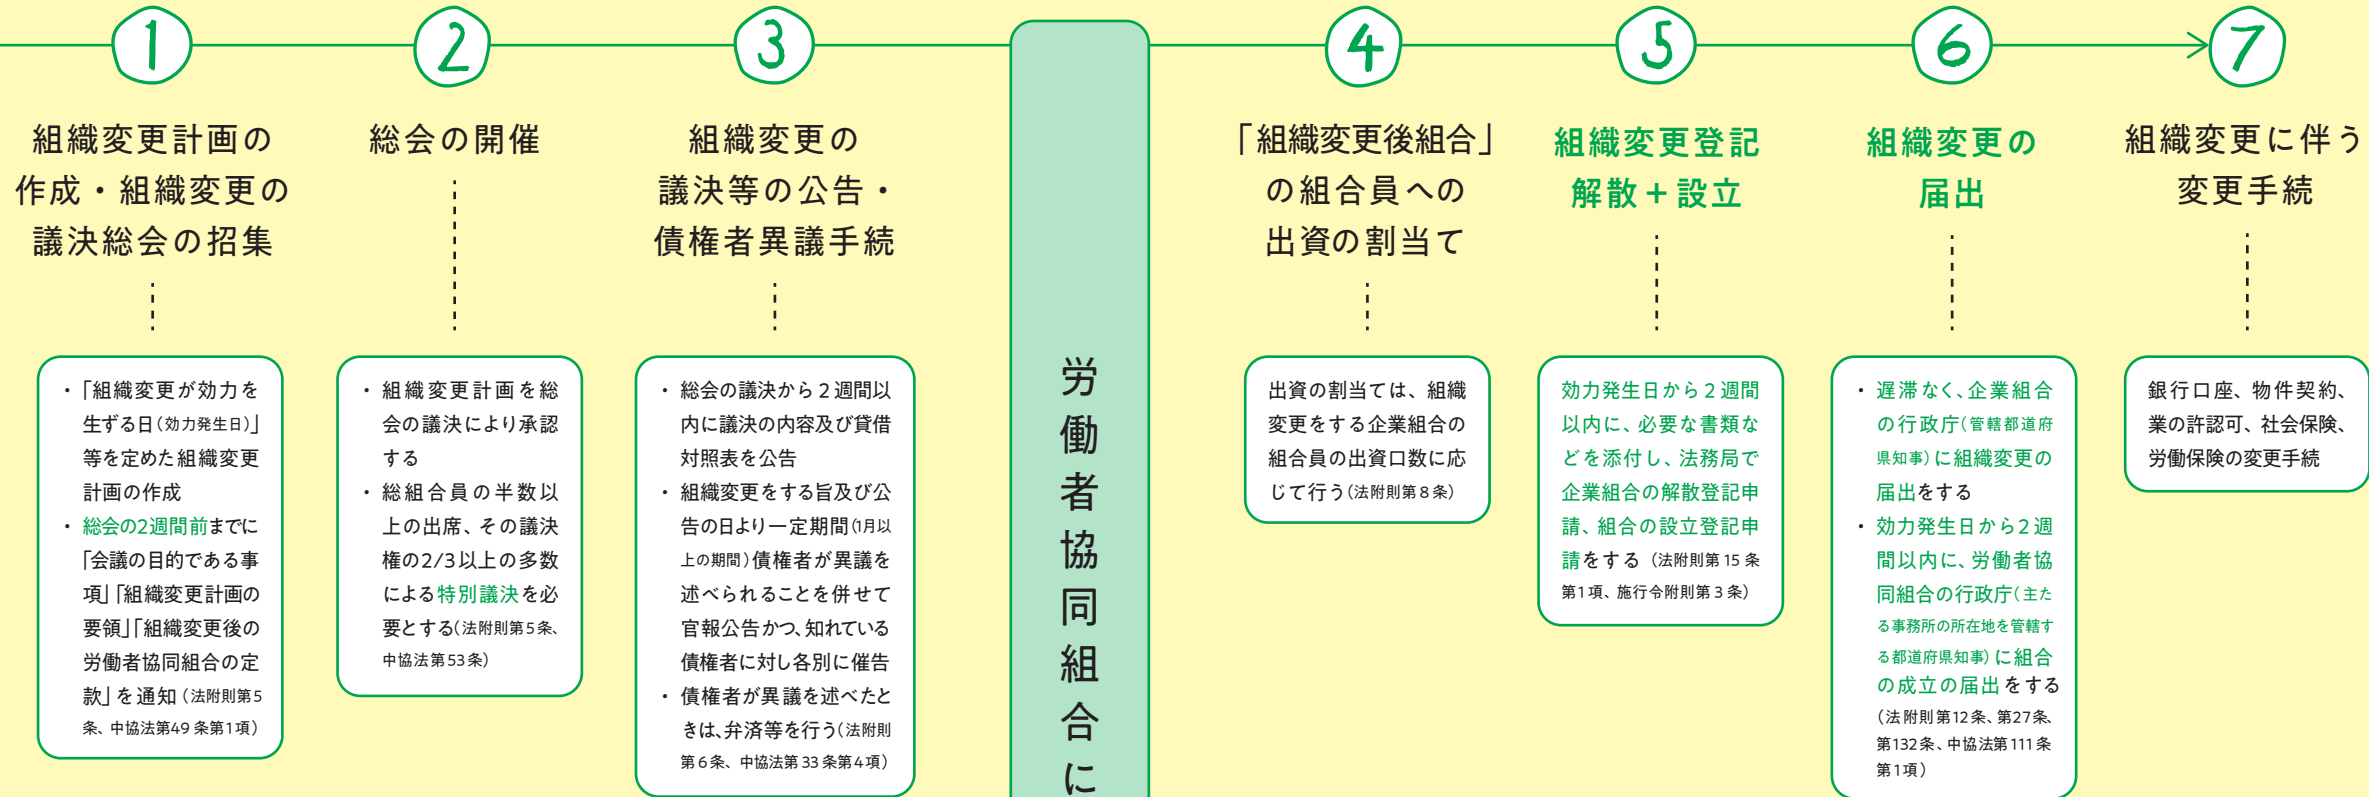 1
組織変更計画の
作成・組織変更の
議決総会の招集
・「組織変更が効力を
生ずる日(効力発生日)」
等を定めた組織変更
計画の作成
・総会の2週間前までに
「会議の目的である事
項」「組織変更計画の
要領」「組織変更後の
労働者協同組合の定
款」を通知(法附則第5
条、中協法第49条第1項)
2
総会の開催
・組織変更計画を総
会の議決により承認
する
・総組合員の半数以
上の出席、その議決
権の2/3以上の多数
による特別議決を必
要とする(法附則第5条、
中協法第53条)
3
組織変更の
議決等の公告・
債権者異議手続
・総会の議決から2週間以
内に議決の内容及び貸借
対照表を公告
・組織変更をする旨及び公
告の日より一定期間(1月以
上の期間)債権者が異議を
述べられることを併せて
官報公告かつ、知れている
債権者に対し各別に催告
・債権者が異議を述べたと
きは、弁済等を行う(法附則
第6条、中協法第33条第4項)
労働者協同組合に
4
「組織変更後組合」
の組合員への
出資の割当て
出資の割当ては、組織
変更をする企業組合の
組合員の出資口数に応
じて行う(法附則第8条)
5
組織変更登記
解散+設立
効力発生日から2週間
以内に、必要な書類な
どを添付し、法務局で
企業組合の解散登記申
請、組合の設立登記申
請をする(法附則第15条
第1項、施行令附則第3条)
6
組織変更の
届出
・遅滞なく、企業組合
の行政庁(管轄都道府
県知事)に組織変更の
届出をする
・効力発生日から2週
間以内に、労働者協
同組合の行政庁(主た
る事務所の所在地を管轄す
る都道府県知事)に組合
の成立の届出をする
(法附則第12条、第27条、
第132条、中協法第111条
第1項)
7
組織変更に伴う
変更手続
銀行口座、物件契約、
業の許認可、社会保険、
労働保険の変更手続